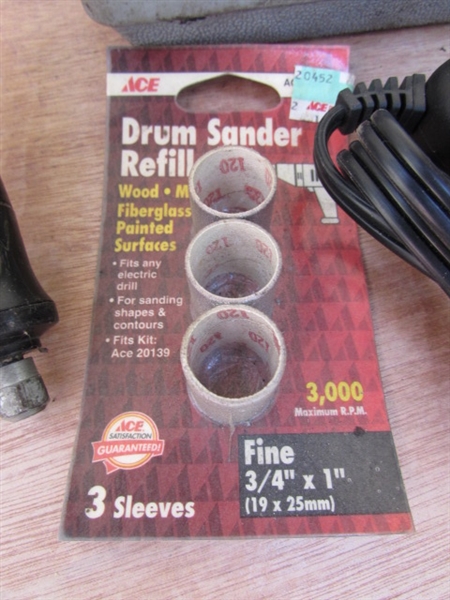 ACE
20452
ACE
Drum Sander
Refill
Wood •
Fiberglass
Painted
Surfaces
• Fits any
electric
drill
• For sanding
shapes &
contours
• Fits Kit:
Ace 20139
120
120
120
120
120
3,000
Maximum R.P.M.
ACE
SATISFACTION
GUARANTEED!
Fine
3/4" x 1"
(19 x 25mm)
3 Sleeves